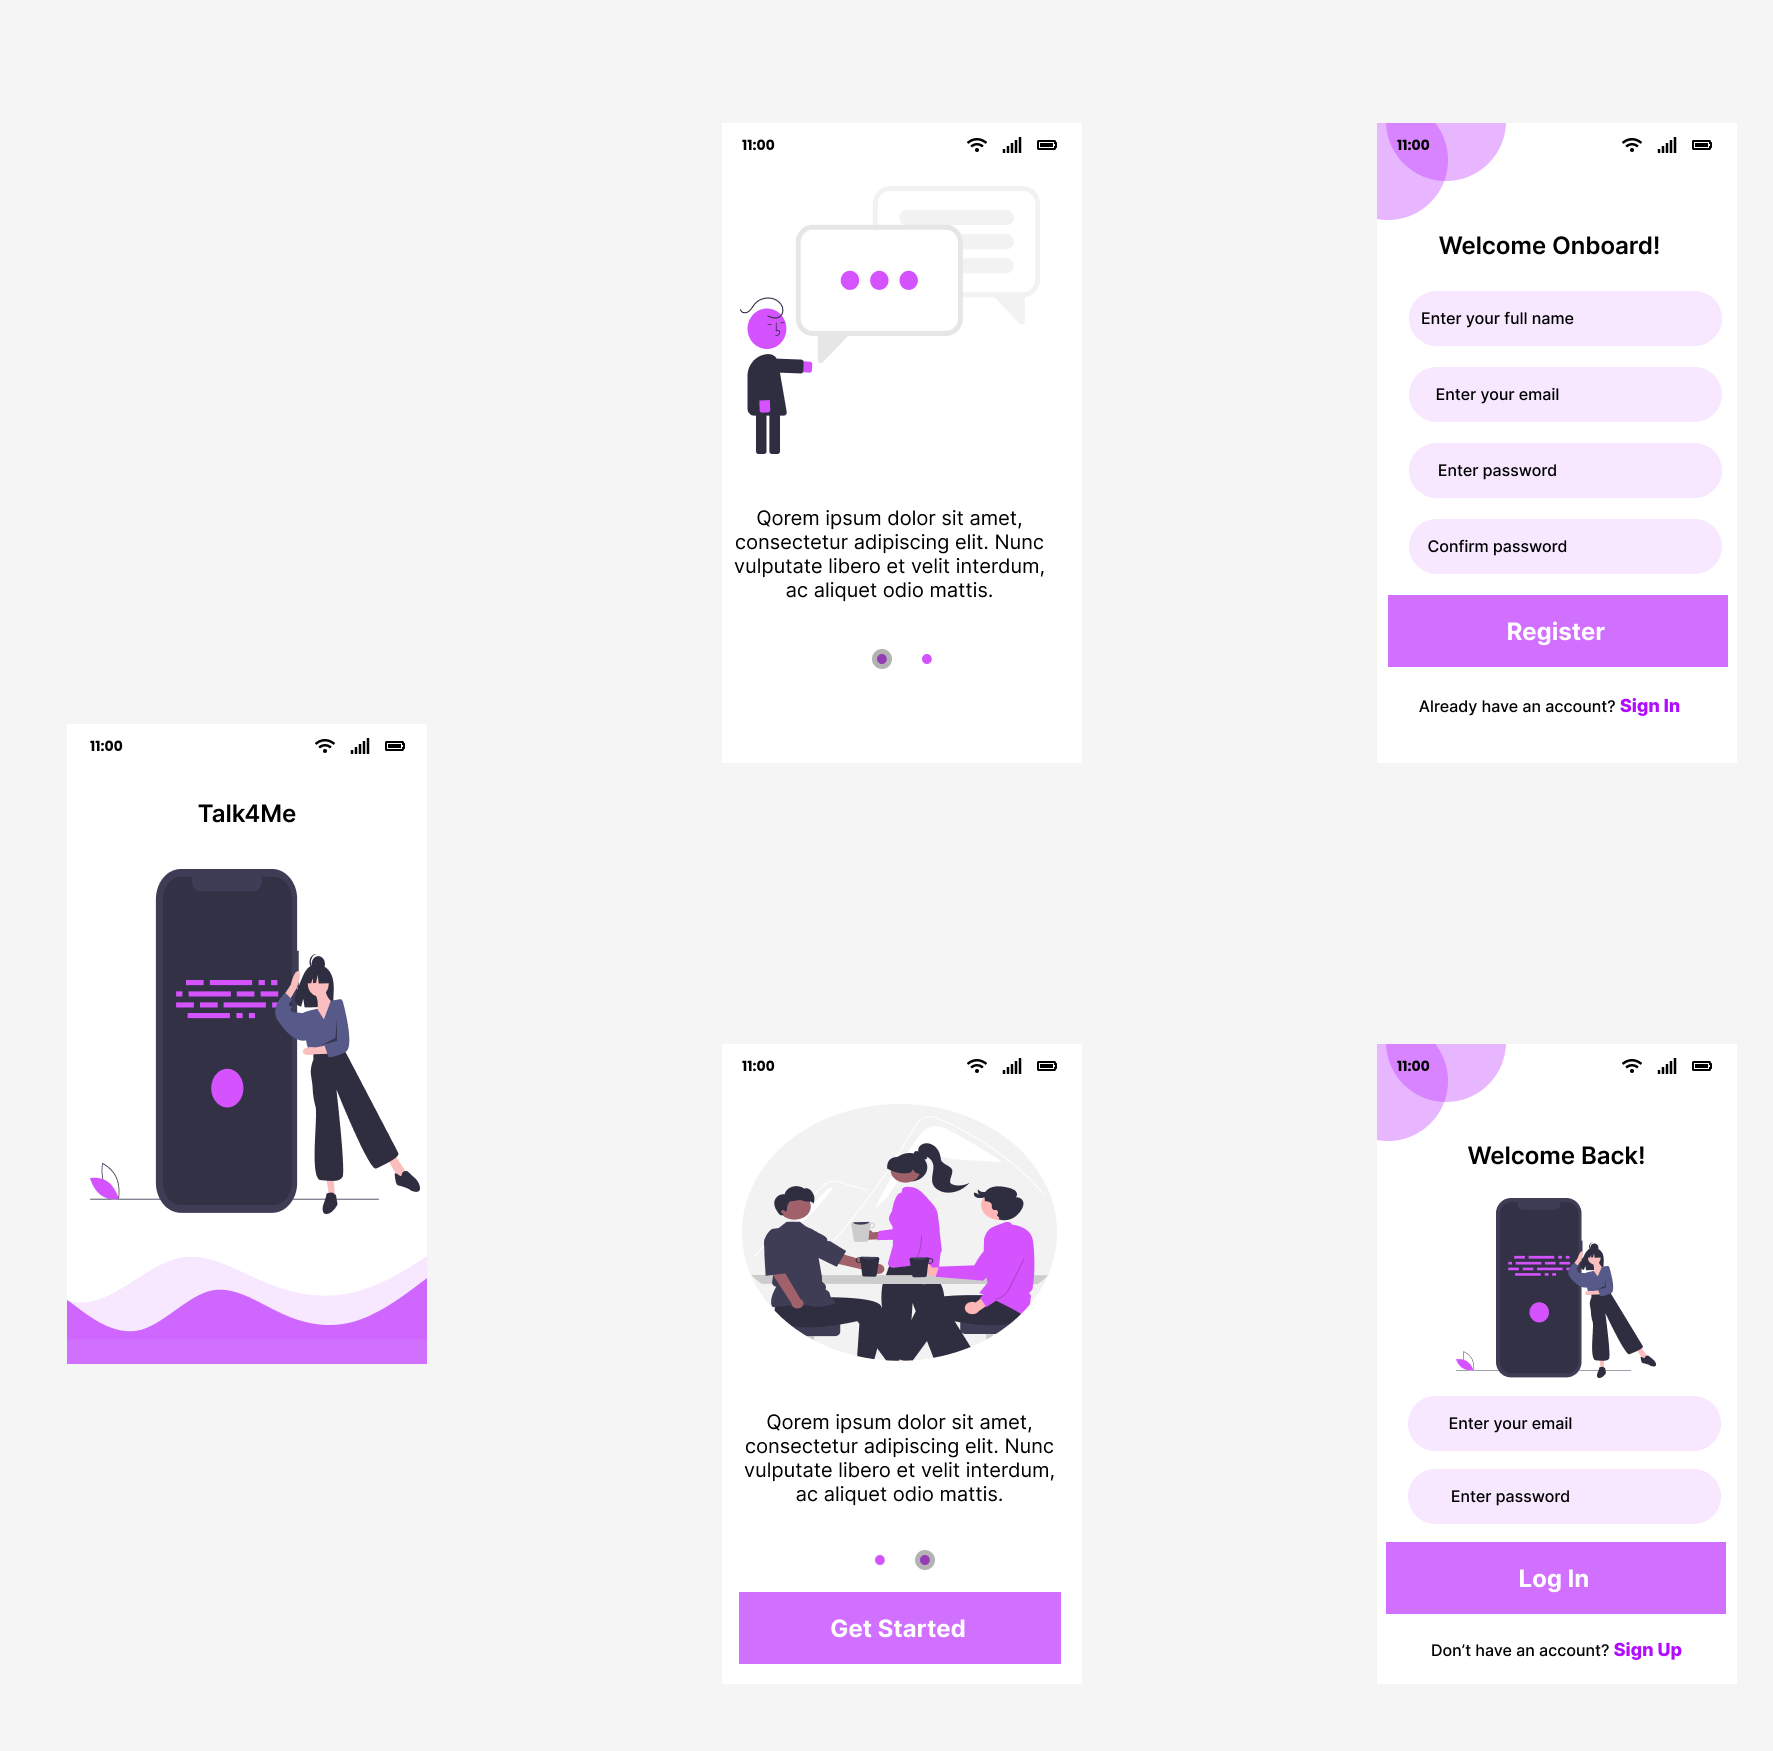 11:00
Talk4Me
11:00
Qorem ipsum dolor sit amet,
consectetur adipiscing elit. Nunc
vulputate libero et velit interdum,
ac aliquet odio mattis.
11:00
Qorem ipsum dolor sit amet,
consectetur adipiscing elit. Nunc
vulputate libero et velit interdum,
ac aliquet odio mattis.
Get Started
11:00
Welcome Onboard!
Enter your full name
Enter your email
Enter password
Confirm password
Register
Already have an account? Sign In
11:00
Welcome Back!
Enter your email
Enter password
Log In
Don’t have an account? Sign Up